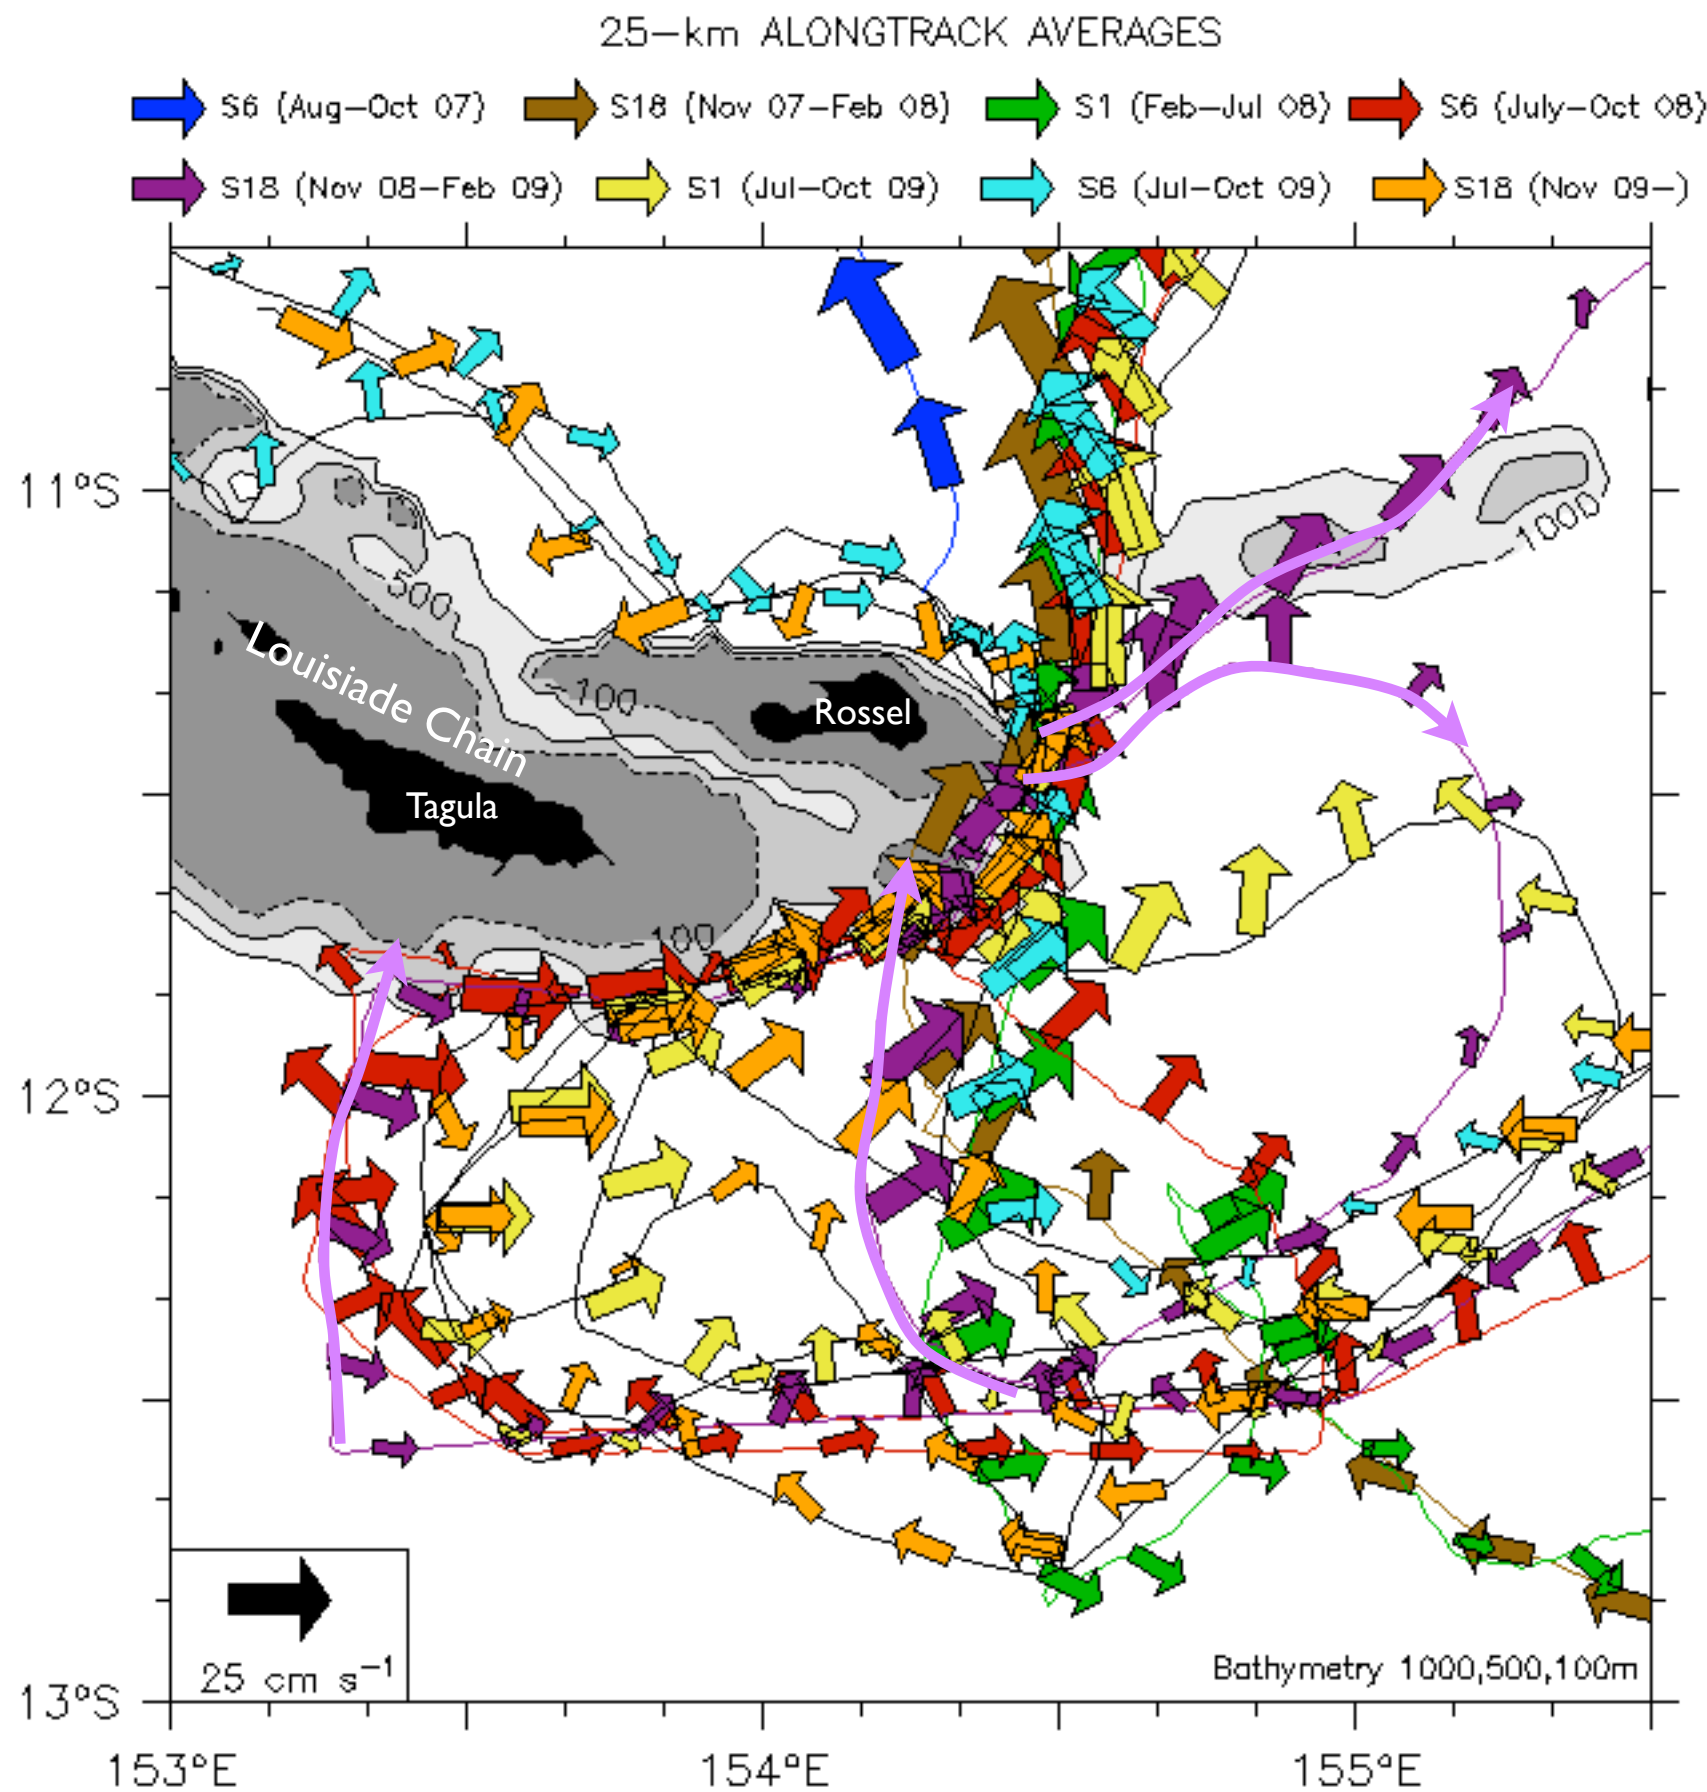 25-km ALONGTRACK AVERAGES
S6 (Aug-Oct 07) S18 (Nov 07-Feb 08) S1 (Feb-Jul 08) S6 (July-Oct 08)
S18 (Nov 08-Feb 09) S1 (Jul-Oct 09) S6 (Jul-Oct 09) S18 (Nov 09-)
11°S
1000
500
Louisiade Chain
100
Rossel
Tagula
100
12°S
25 cm s⁻¹
Bathymetry 1000,500,100m
13°S
153°E 154°E 155°E